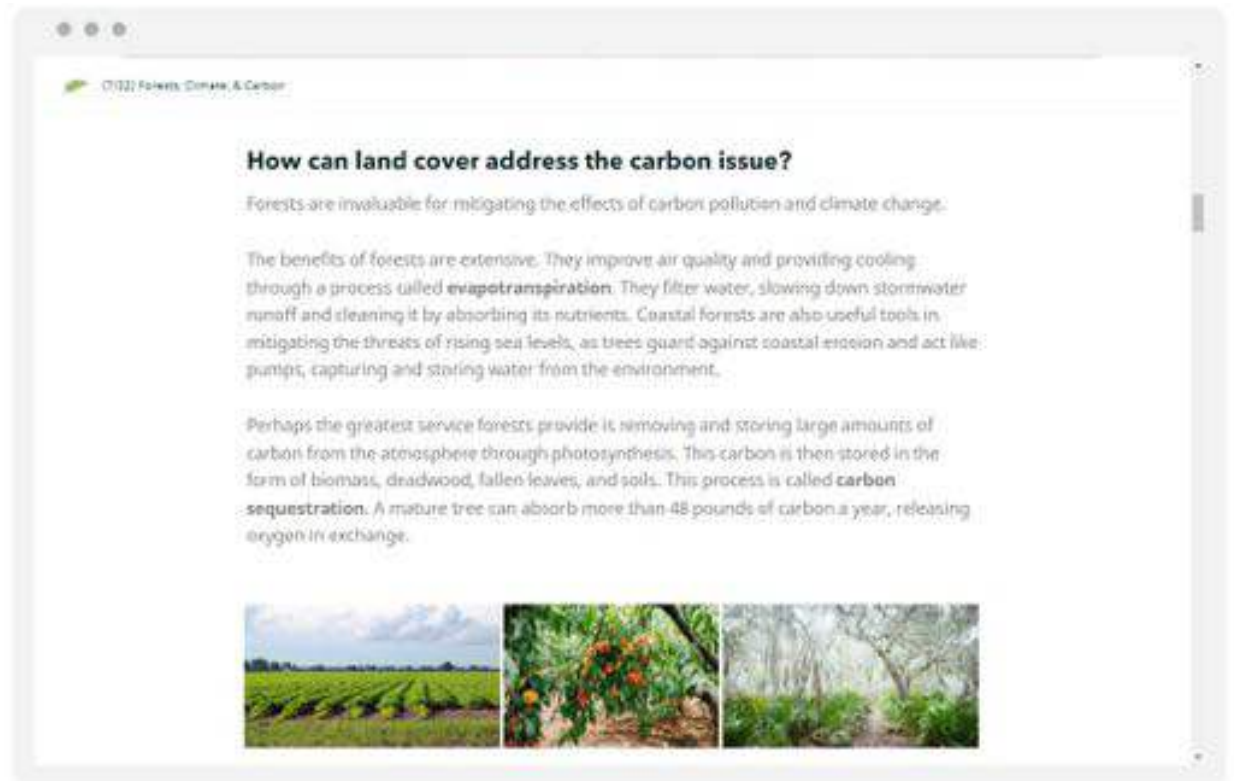 (7/32) Forests, Climate, & Carbon
How can land cover address the carbon issue?
Forests are invaluable for mitigating the effects of carbon pollution and climate change.
The benefits of forests are extensive. They improve air quality and providing cooling
through a process called evapotranspiration. They filter water, slowing down stormwater
runoff and cleaning it by absorbing its nutrients. Coastal forests are also useful tools in
mitigating the threats of rising sea levels, as trees guard against coastal erosion and act like
pumps, capturing and storing water from the environment.
Perhaps the greatest service forests provide is removing and storing large amounts of
carbon from the atmosphere through photosynthesis. This carbon is then stored in the
form of biomass, deadwood, fallen leaves, and soils. This process is called carbon
sequestration. A mature tree can absorb more than 48 pounds of carbon a year, releasing
oxygen in exchange.